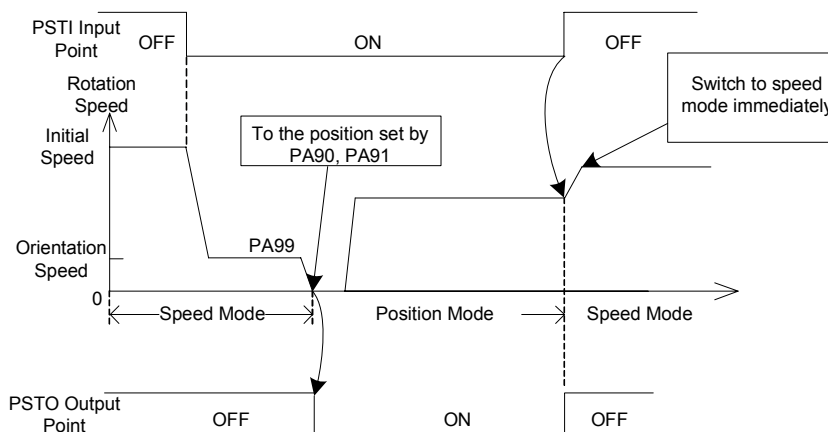 PSTI Input
Point
OFF
ON
OFF
Rotation
Speed
Initial
Speed
To the position set by
PA90, PA91
Switch to speed
mode immediately
Orientation
Speed
PA99
0
Speed Mode
Position Mode
Speed Mode
PSTO Output
Point
OFF
ON
OFF